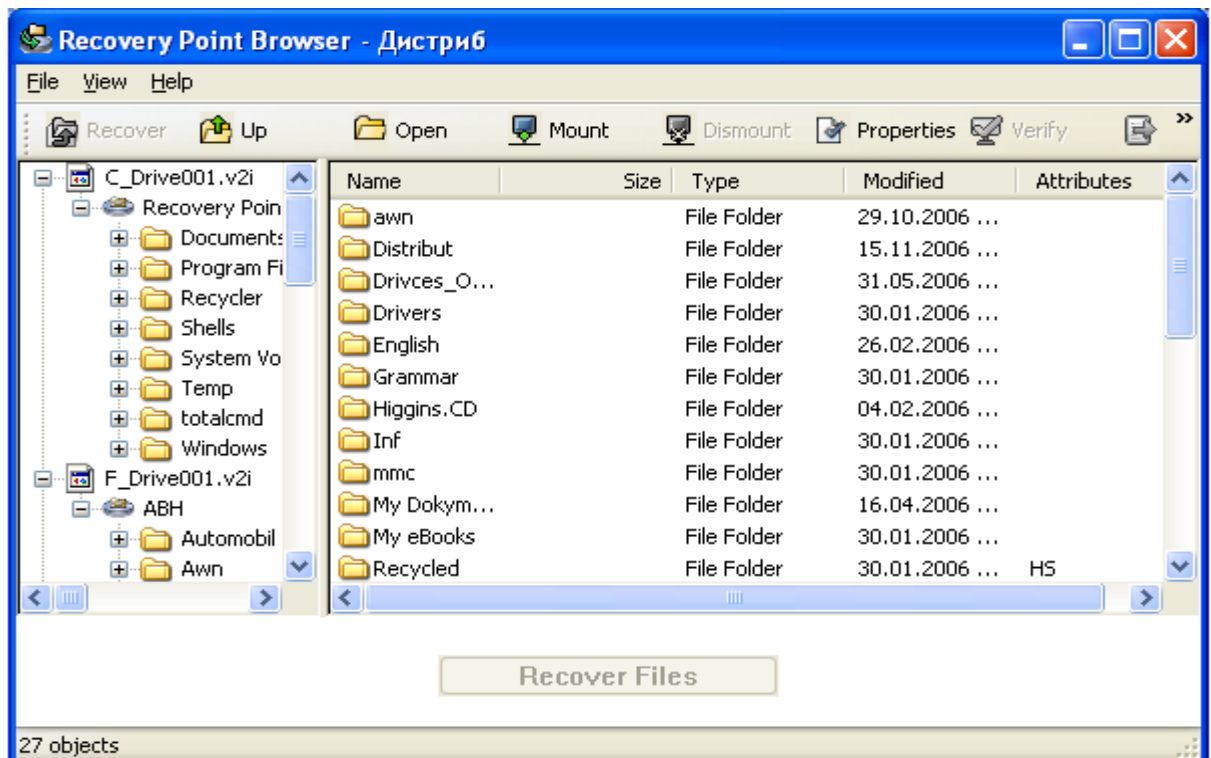 Recovery Point Browser - Дистриб
File View Help
Recover Up Open Mount Dismount Properties Verify »
C_Drive001.v2i
Recovery Poin
Documents
Program Fi
Recycler
Shells
System Vo
Temp
totalcmd
Windows
F_Drive001.v2i
ABH
Automobil
Awn
Name Size Type Modified Attributes
awn File Folder 29.10.2006 ...
Distribut File Folder 15.11.2006 ...
Drivces_O... File Folder 31.05.2006 ...
Drivers File Folder 30.01.2006 ...
English File Folder 26.02.2006 ...
Grammar File Folder 30.01.2006 ...
Higgins.CD File Folder 04.02.2006 ...
Inf File Folder 30.01.2006 ...
mmc File Folder 30.01.2006 ...
My Dokym... File Folder 16.04.2006 ...
My eBooks File Folder 30.01.2006 ...
Recycled File Folder 30.01.2006 ... HS
Recover Files
27 objects